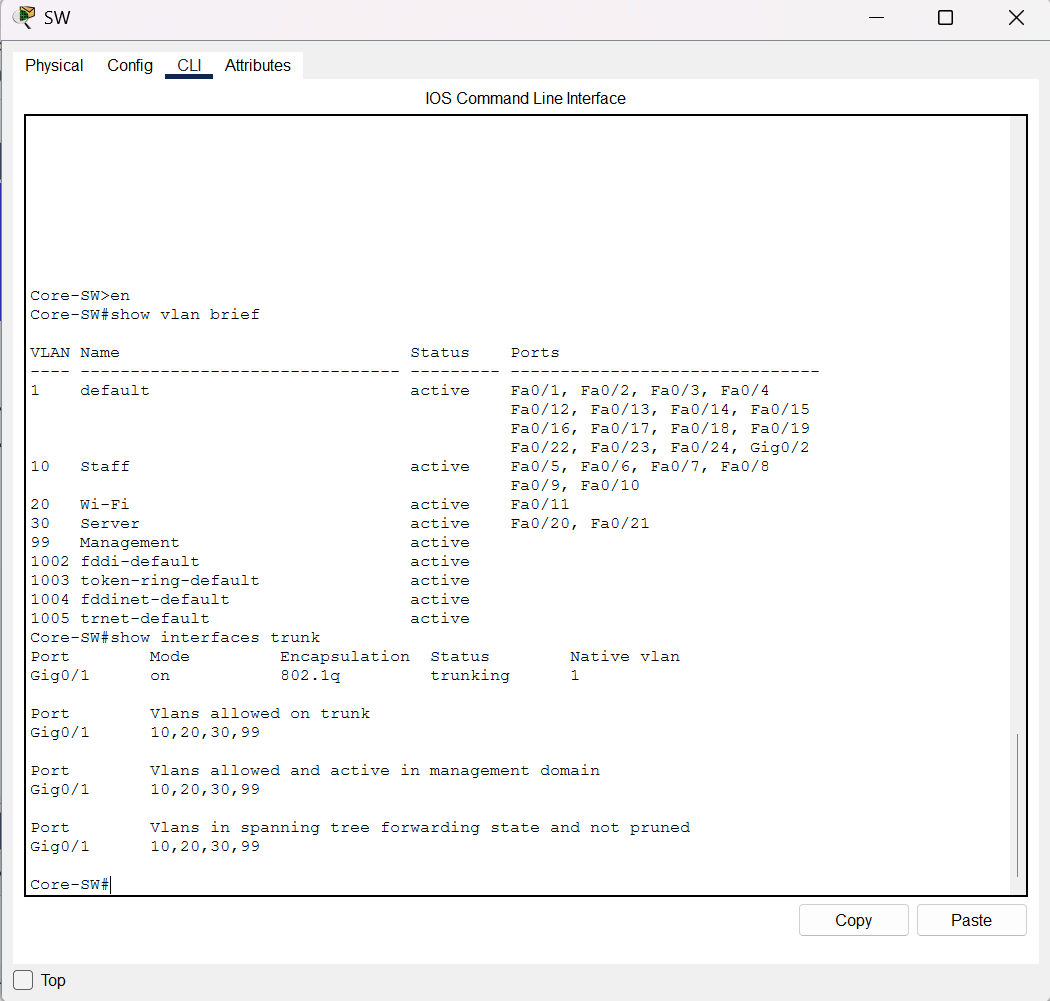 SW
Physical Config CLI Attributes
IOS Command Line Interface
Core-SW>en
Core-SW#show vlan brief
VLAN Name                             Status    Ports
---- -------------------------------- --------- -------------------------------
1    default                          active    Fa0/1, Fa0/2, Fa0/3, Fa0/4
                                                Fa0/12, Fa0/13, Fa0/14, Fa0/15
                                                Fa0/16, Fa0/17, Fa0/18, Fa0/19
                                                Fa0/22, Fa0/23, Fa0/24, Gig0/2
10   Staff                            active    Fa0/5, Fa0/6, Fa0/7, Fa0/8
                                                Fa0/9, Fa0/10
20   Wi-Fi                            active    Fa0/11
30   Server                           active    Fa0/20, Fa0/21
99   Management                       active
1002 fddi-default                     active
1003 token-ring-default               active
1004 fddinet-default                  active
1005 trnet-default                    active
Core-SW#show interfaces trunk
Port        Mode         Encapsulation  Status        Native vlan
Gig0/1      on           802.1q         trunking      1
Port        Vlans allowed on trunk
Gig0/1      10,20,30,99
Port        Vlans allowed and active in management domain
Gig0/1      10,20,30,99
Port        Vlans in spanning tree forwarding state and not pruned
Gig0/1      10,20,30,99
Core-SW#
Copy Paste
Top